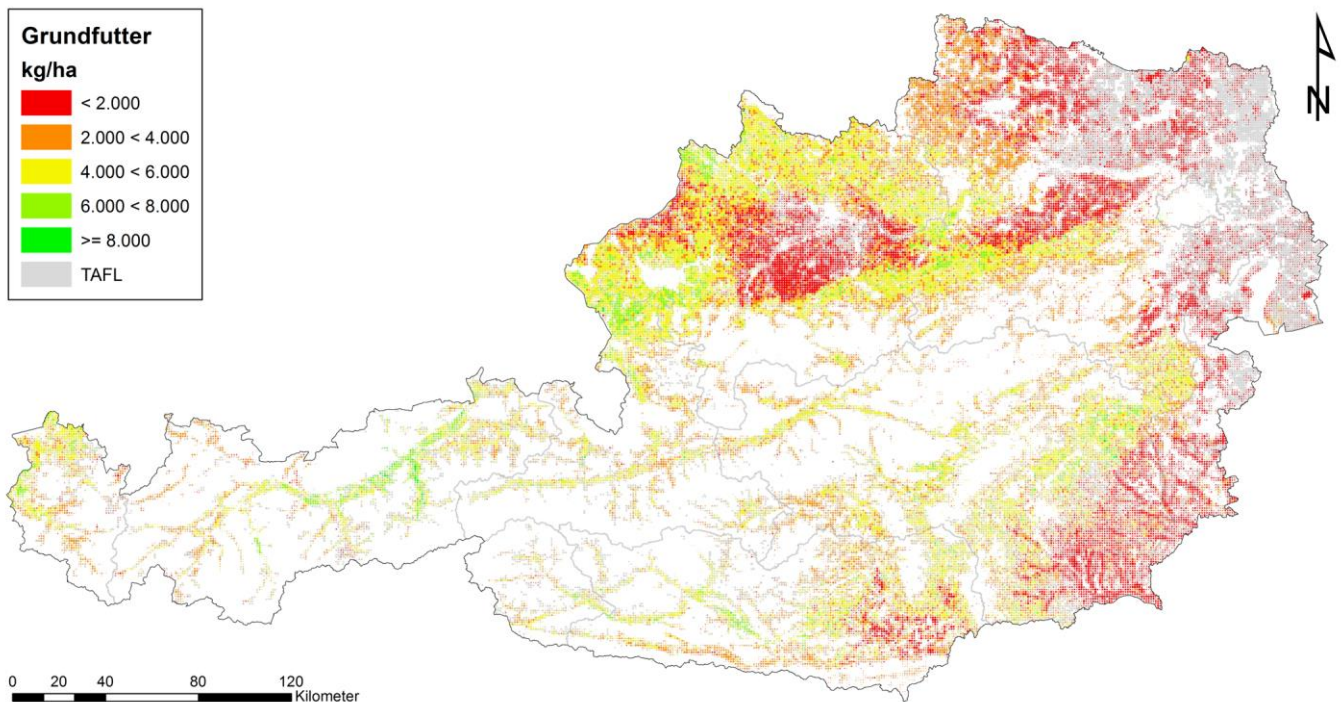 Grundfutter
kg/ha
< 2.000
2.000 < 4.000
4.000 < 6.000
6.000 < 8.000
>= 8.000
TAFL
N
0 20 40 80 120
Kilometer